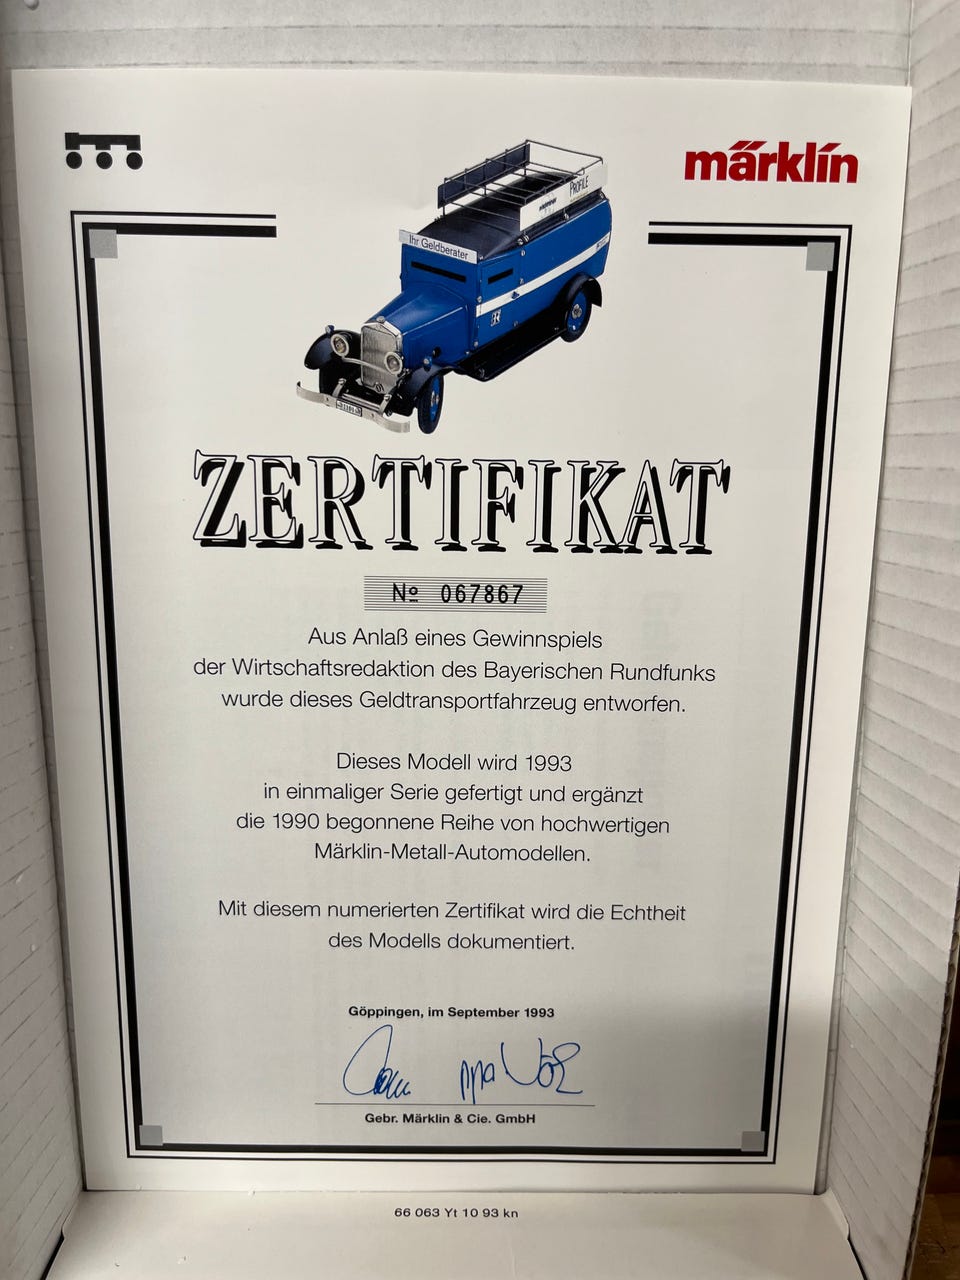 märklin
PROFILE
Ihr Geldberater
ZERTIFIKAT
Nº 067867
Aus Anlaß eines Gewinnspiels
der Wirtschaftsredaktion des Bayerischen Rundfunks
wurde dieses Geldtransportfahrzeug entworfen.
Dieses Modell wird 1993
in einmaliger Serie gefertigt und ergänzt
die 1990 begonnene Reihe von hochwertigen
Märklin-Metall-Automodellen.
Mit diesem numerierten Zertifikat wird die Echtheit
des Modells dokumentiert.
Göppingen, im September 1993
Gebr. Märklin & Cie. GmbH
66 063 Yt 10 93 kn